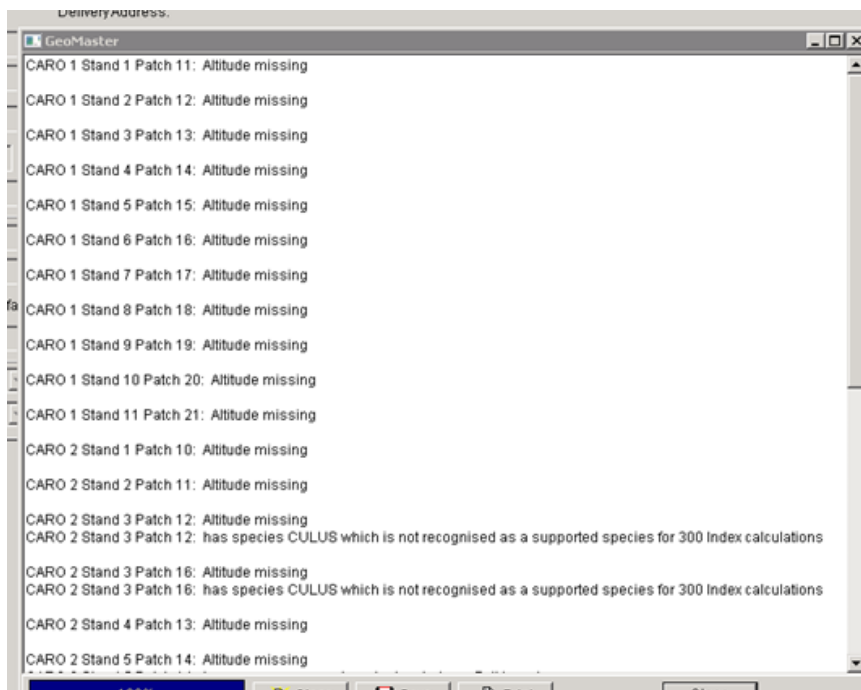 Delivery Address:
GeoMaster
CARO 1 Stand 1 Patch 11: Altitude missing
CARO 1 Stand 2 Patch 12: Altitude missing
CARO 1 Stand 3 Patch 13: Altitude missing
CARO 1 Stand 4 Patch 14: Altitude missing
CARO 1 Stand 5 Patch 15: Altitude missing
CARO 1 Stand 6 Patch 16: Altitude missing
CARO 1 Stand 7 Patch 17: Altitude missing
CARO 1 Stand 8 Patch 18: Altitude missing
CARO 1 Stand 9 Patch 19: Altitude missing
CARO 1 Stand 10 Patch 20: Altitude missing
CARO 1 Stand 11 Patch 21: Altitude missing
CARO 2 Stand 1 Patch 10: Altitude missing
CARO 2 Stand 2 Patch 11: Altitude missing
CARO 2 Stand 3 Patch 12: Altitude missing
CARO 2 Stand 3 Patch 12: has species CULUS which is not recognised as a supported species for 300 Index calculations
CARO 2 Stand 3 Patch 16: Altitude missing
CARO 2 Stand 3 Patch 16: has species CULUS which is not recognised as a supported species for 300 Index calculations
CARO 2 Stand 4 Patch 13: Altitude missing
CARO 2 Stand 5 Patch 14: Altitude missing